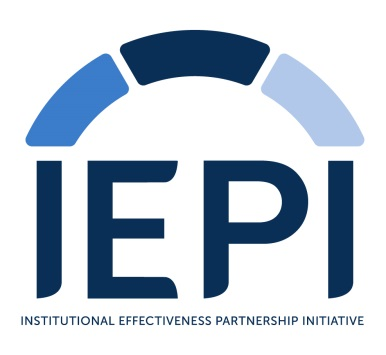 IEPI
INSTITUTIONAL EFFECTIVENESS PARTNERSHIP INITIATIVE